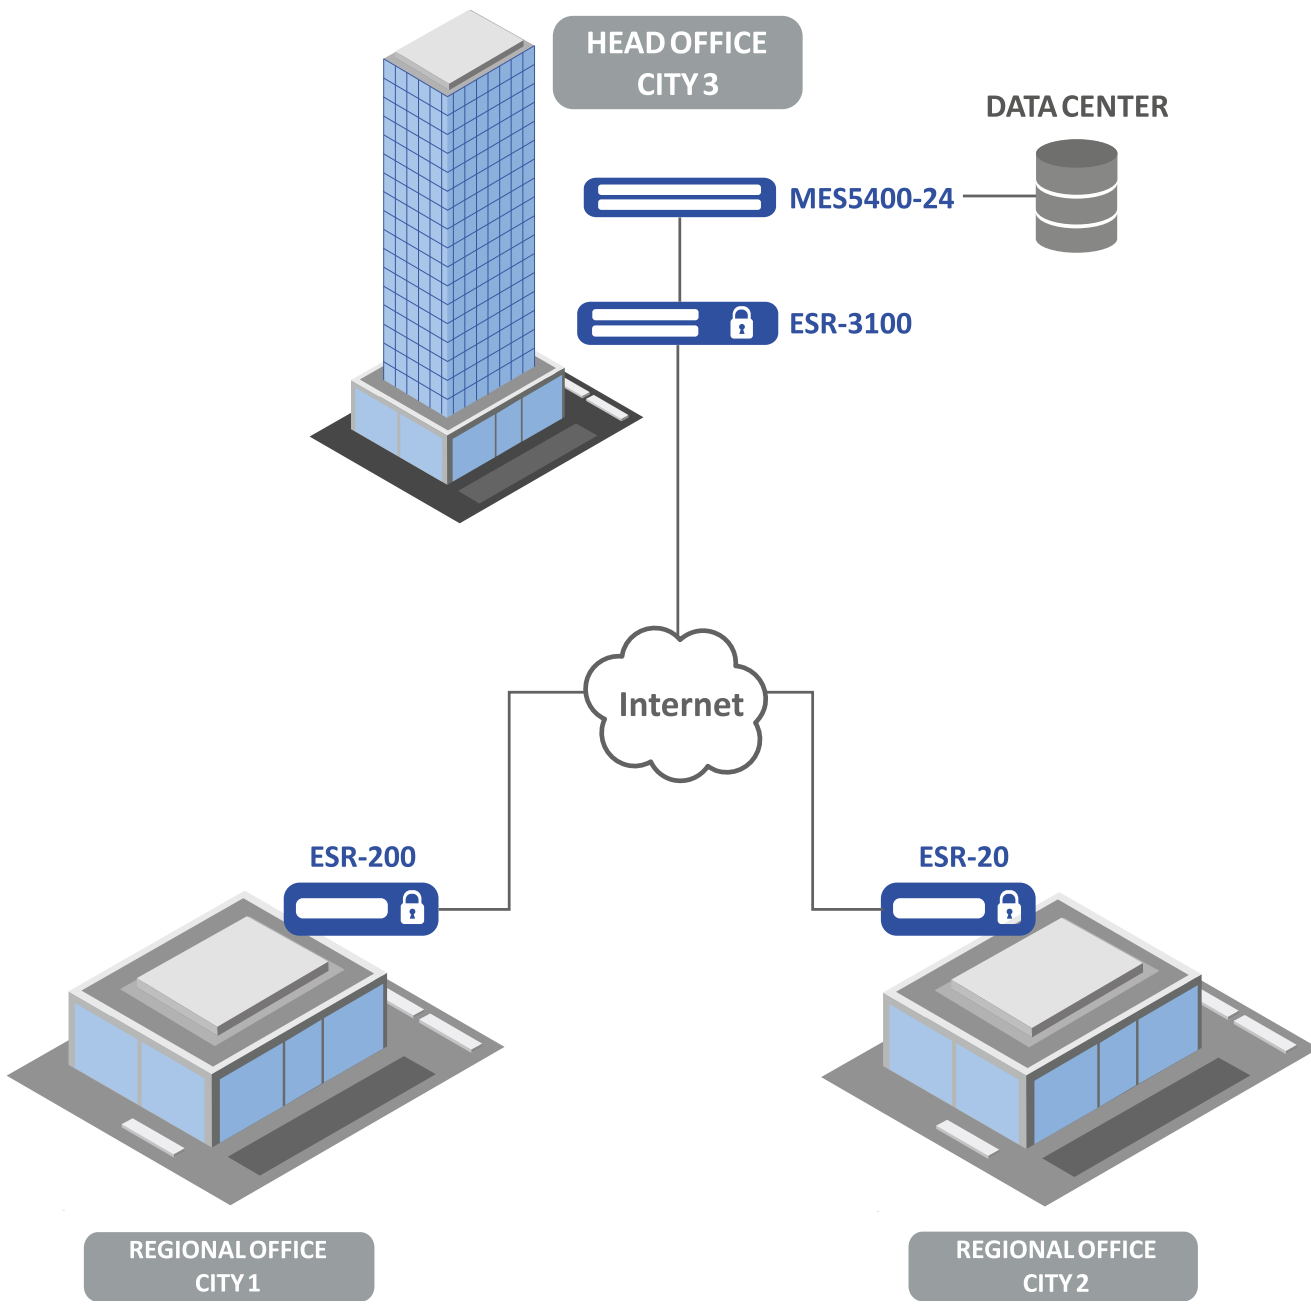 HEAD OFFICE
CITY 3
DATA CENTER
MES5400-24
ESR-3100
Internet
ESR-200
ESR-20
REGIONAL OFFICE
CITY 1
REGIONAL OFFICE
CITY 2